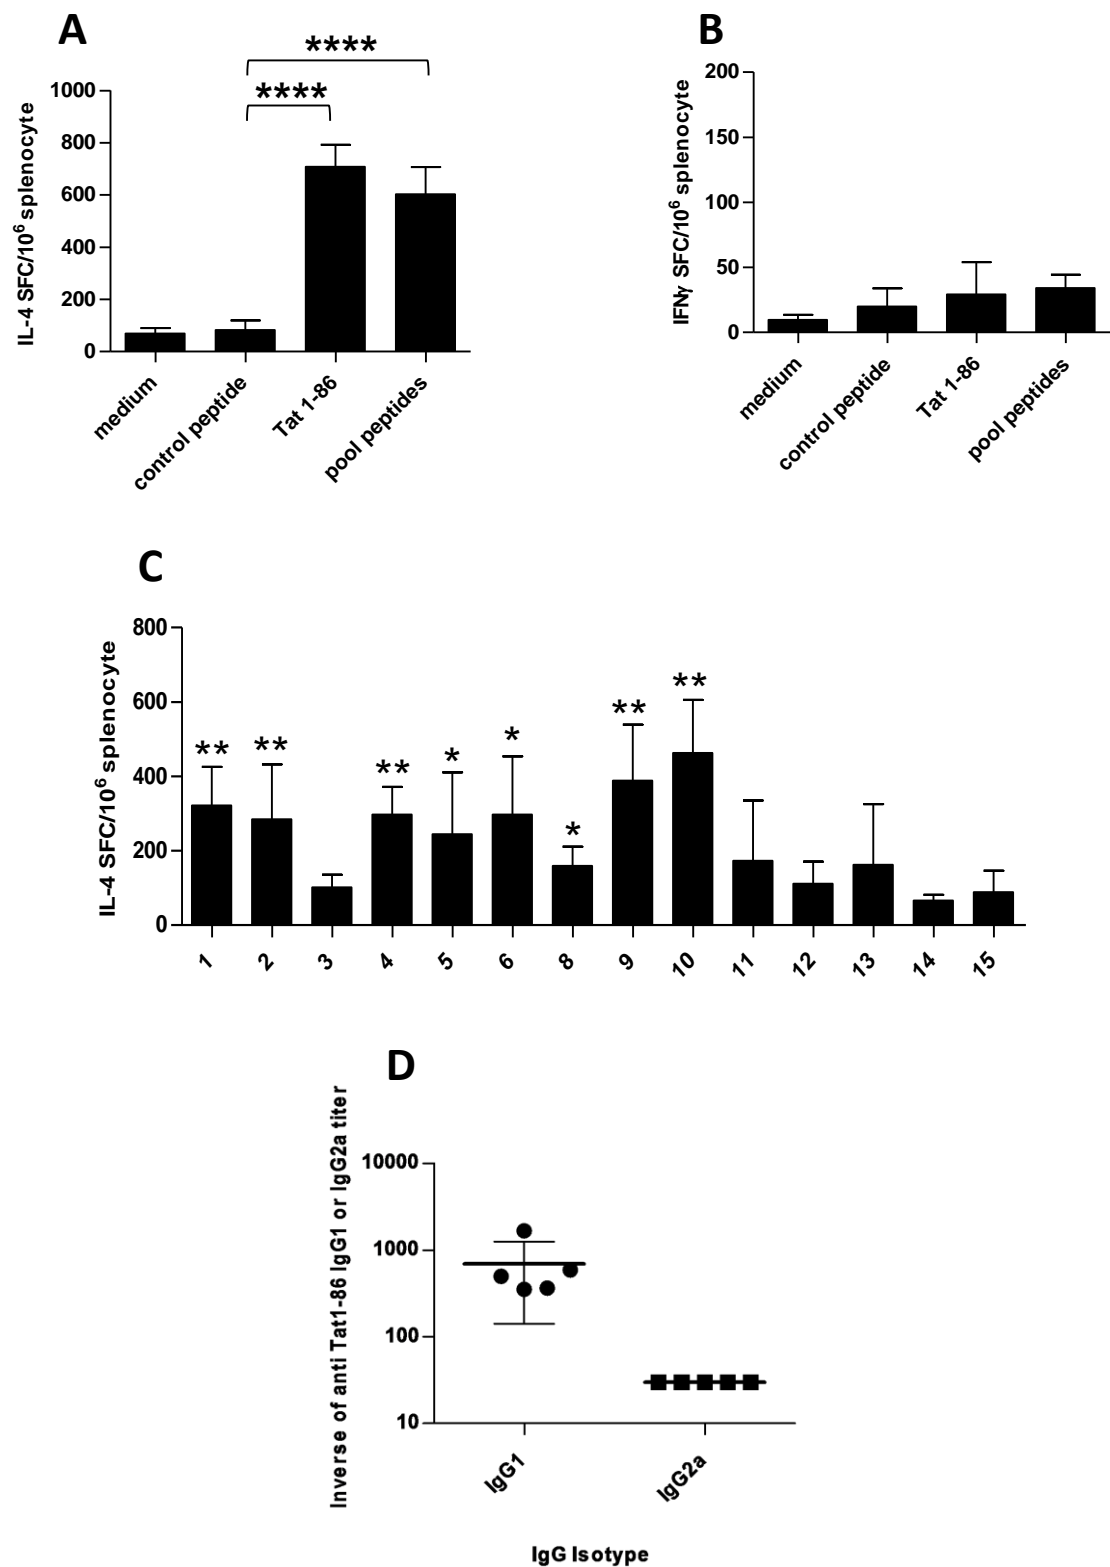 A
****
****
1000
800
600
400
200
0
IL-4 SFC/10⁶ splenocyte
medium
control peptide
Tat 1-86
pool peptides
B
200
150
100
50
0
IFNγ SFC/10⁶ splenocyte
medium
control peptide
Tat 1-86
pool peptides
C
800
600
400
200
0
IL-4 SFC/10⁶ splenocyte
** ** ** * * * ** **
1 2 3 4 5 6 8 9 10 11 12 13 14 15
D
10000
1000
100
10
Inverse of anti Tat1-86 IgG1 or IgG2a titer
IgG1
IgG2a
IgG Isotype